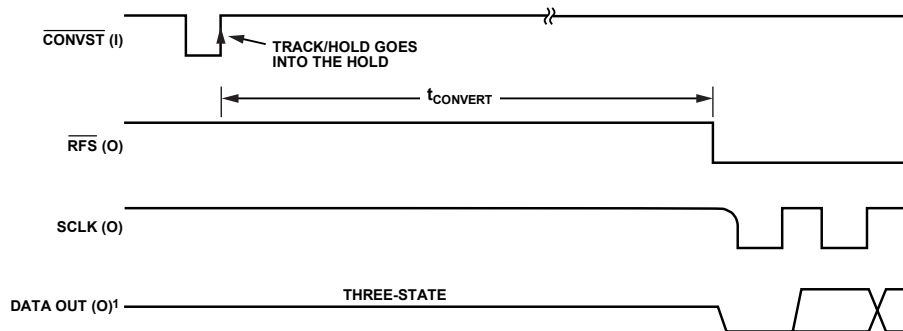 CONVST (I)
TRACK/HOLD GOES
INTO THE HOLD
tCONVERT
RFS (O)
SCLK (O)
THREE-STATE
DATA OUT (O)1